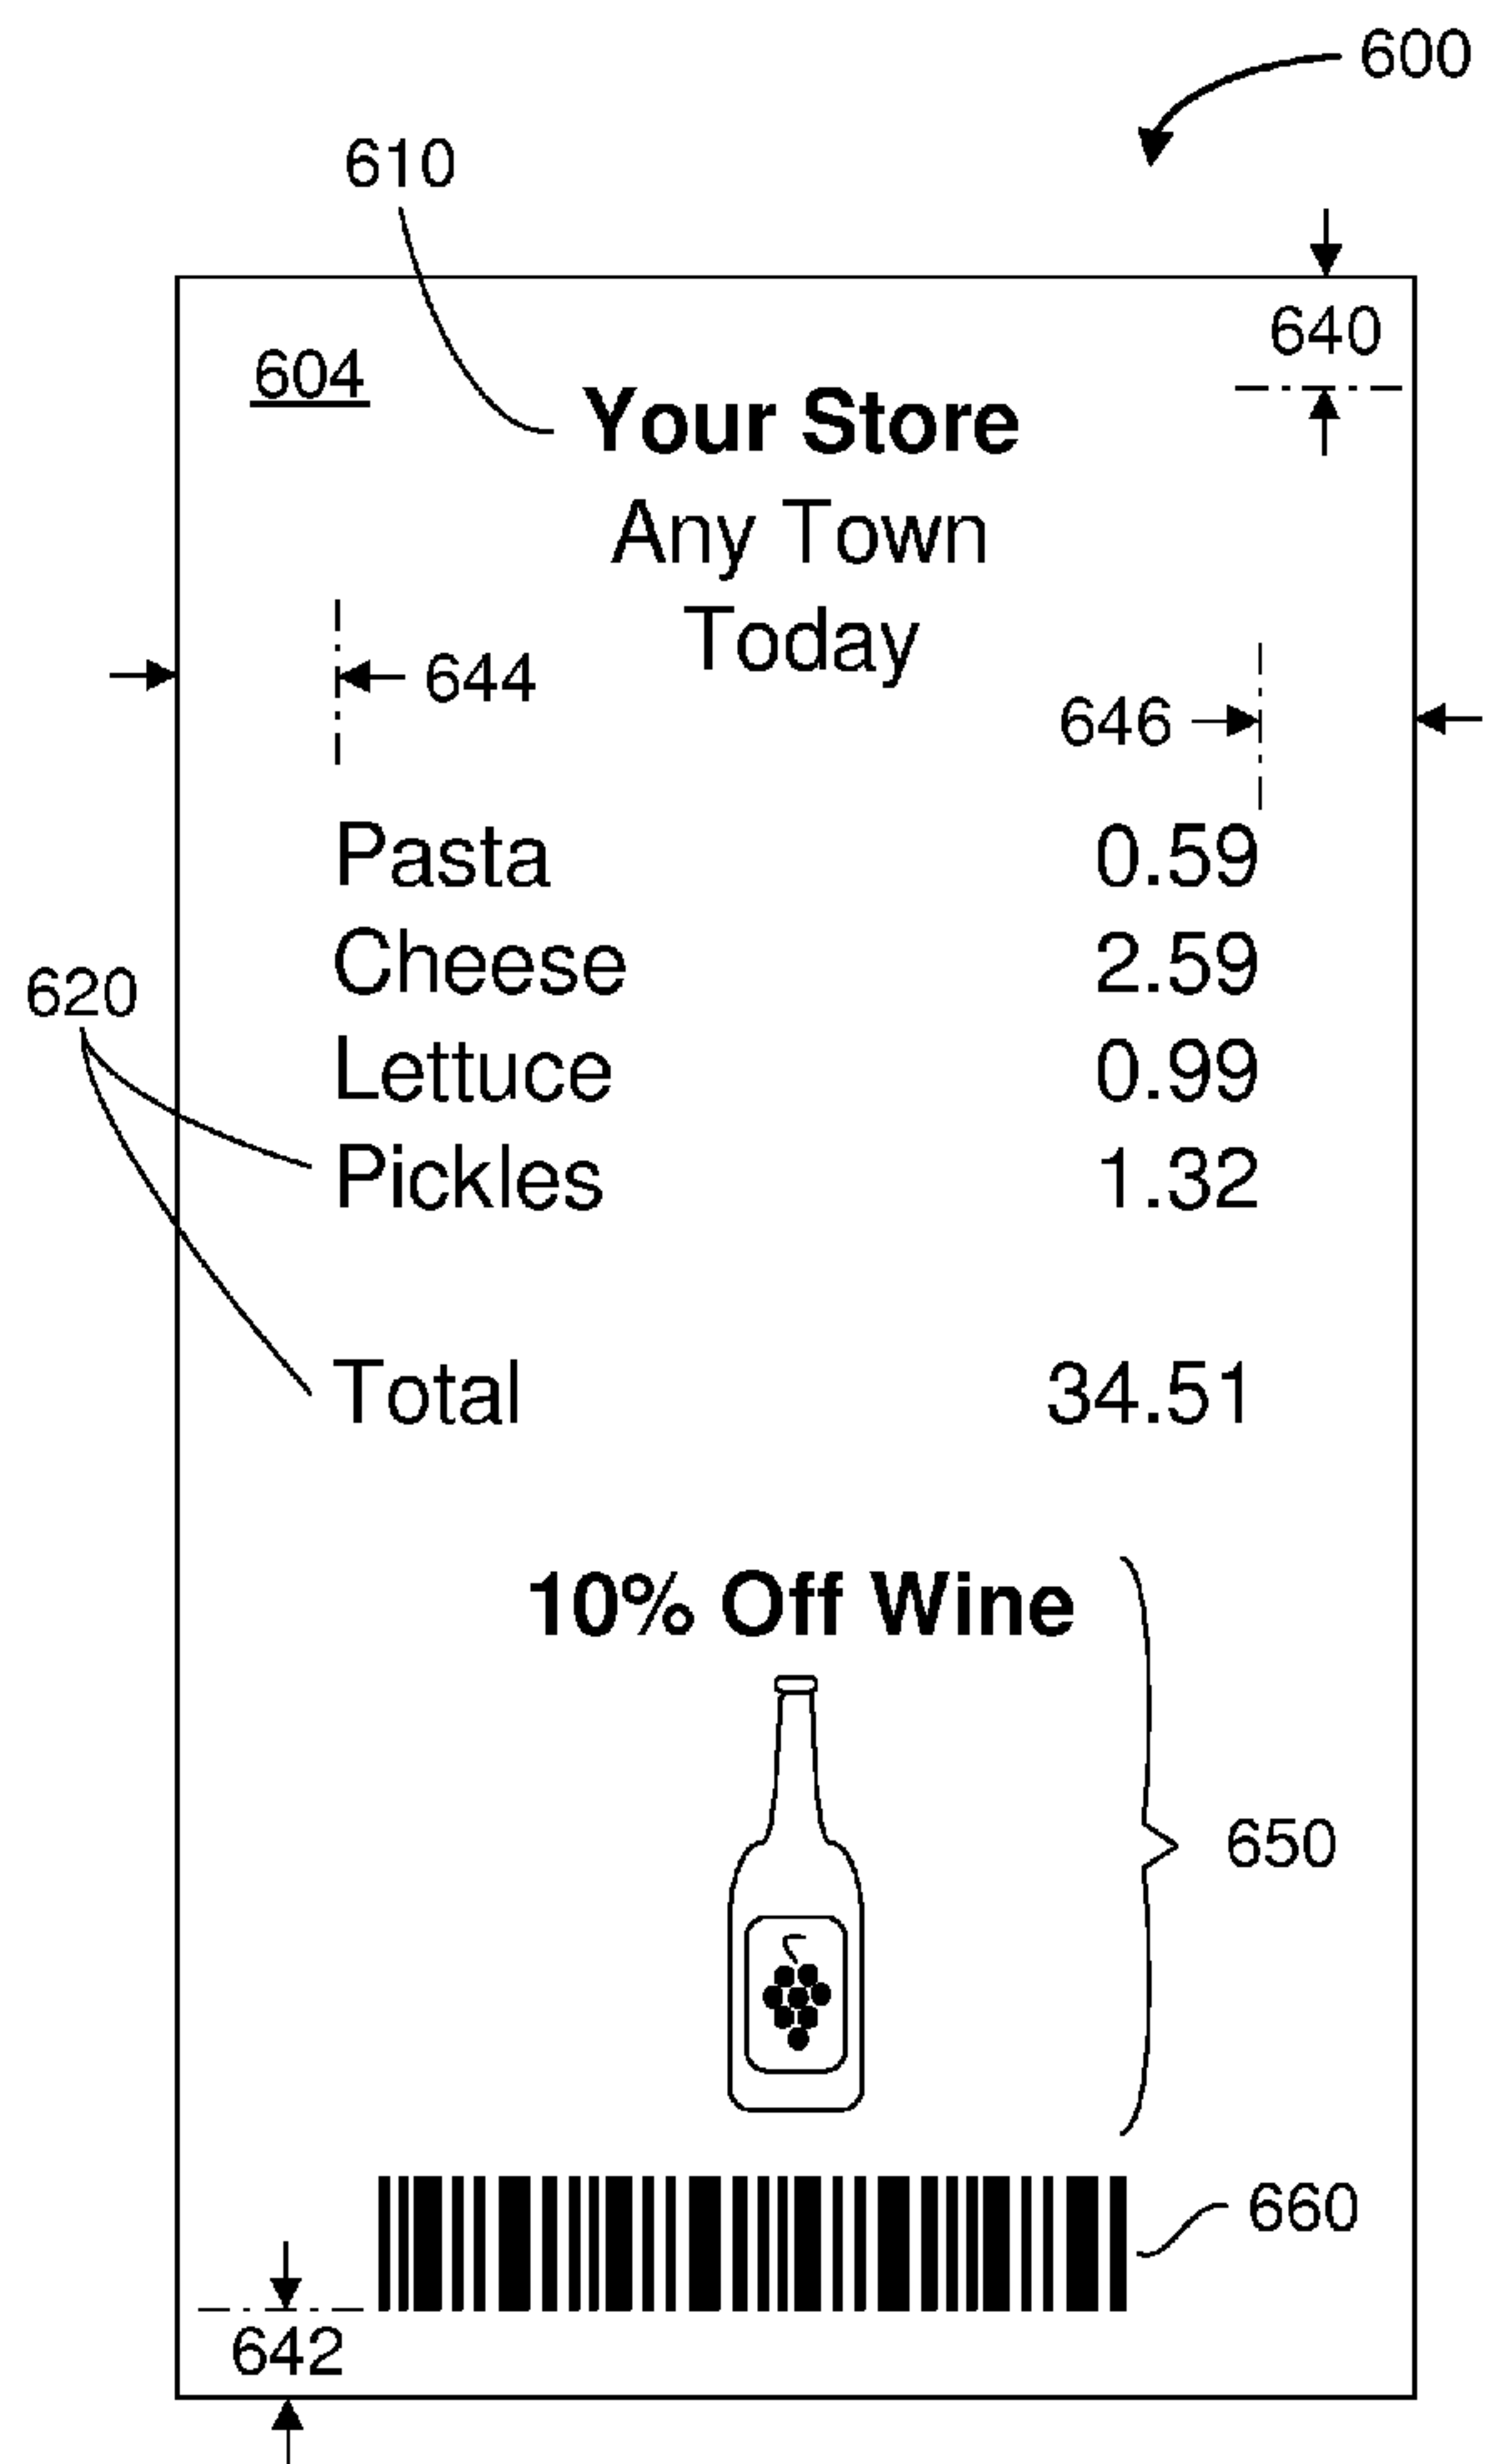 600
610
640
604
Your Store
Any Town
Today
644
646
Pasta 0.59
Cheese 2.59
620
Lettuce 0.99
Pickles 1.32
Total 34.51
10% Off Wine
650
660
642